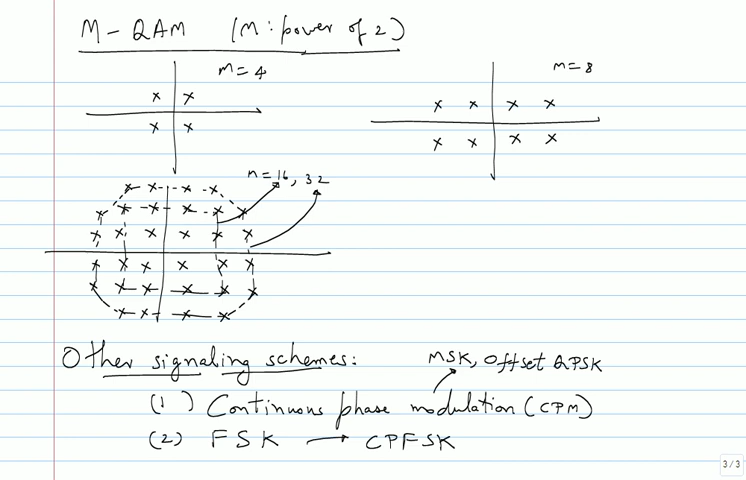 M-QAM (M: power of 2)
M=4
M=8
M=16, 32
Other signaling schemes:
MSK, Offset QPSK
(1) Continuous phase modulation (CPM)
(2) FSK → CPFSK
3/3